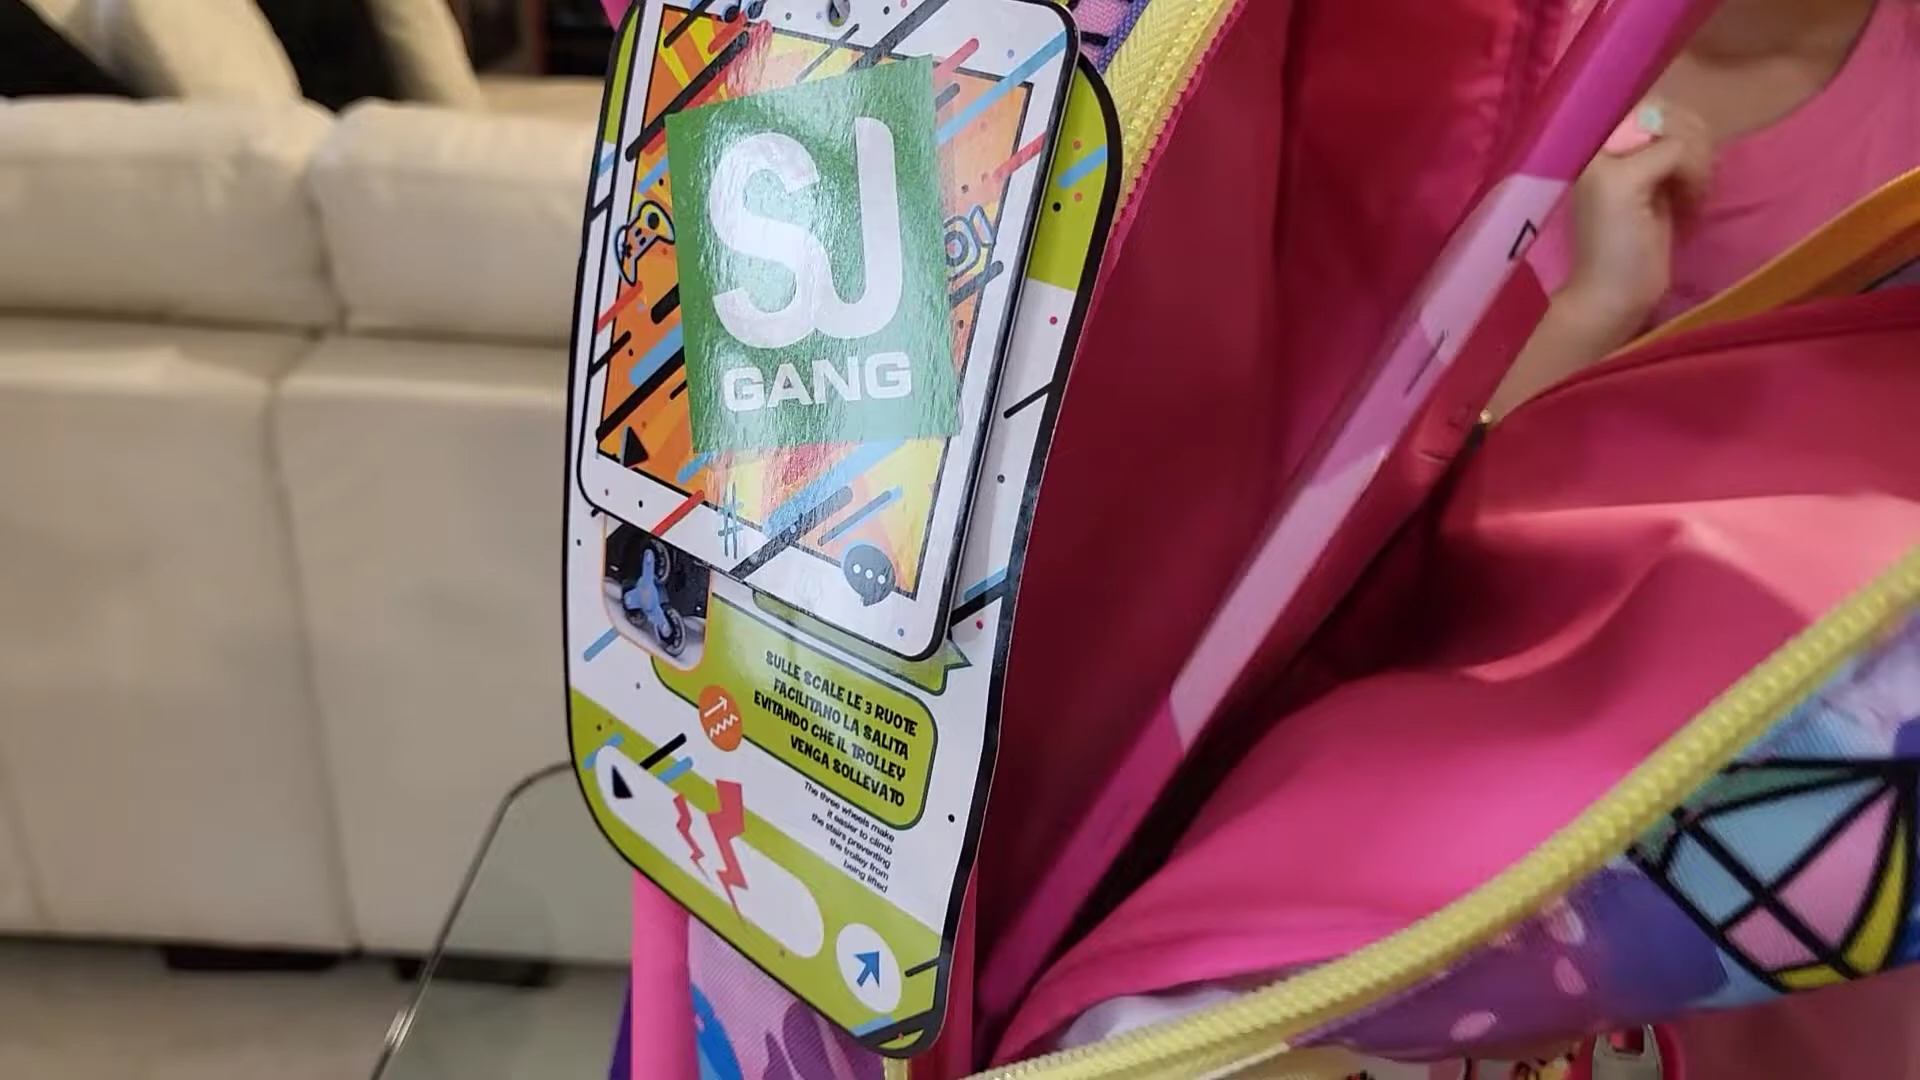 SJ
GANG
#
SULLE SCALE LE 3 RUOTE
FACILITANO LA SALITA
EVITANDO CHE IL TROLLEY
VENGA SOLLEVATO
The three wheels make
it easier to climb
the stairs preventing
the trolley from
being lifted